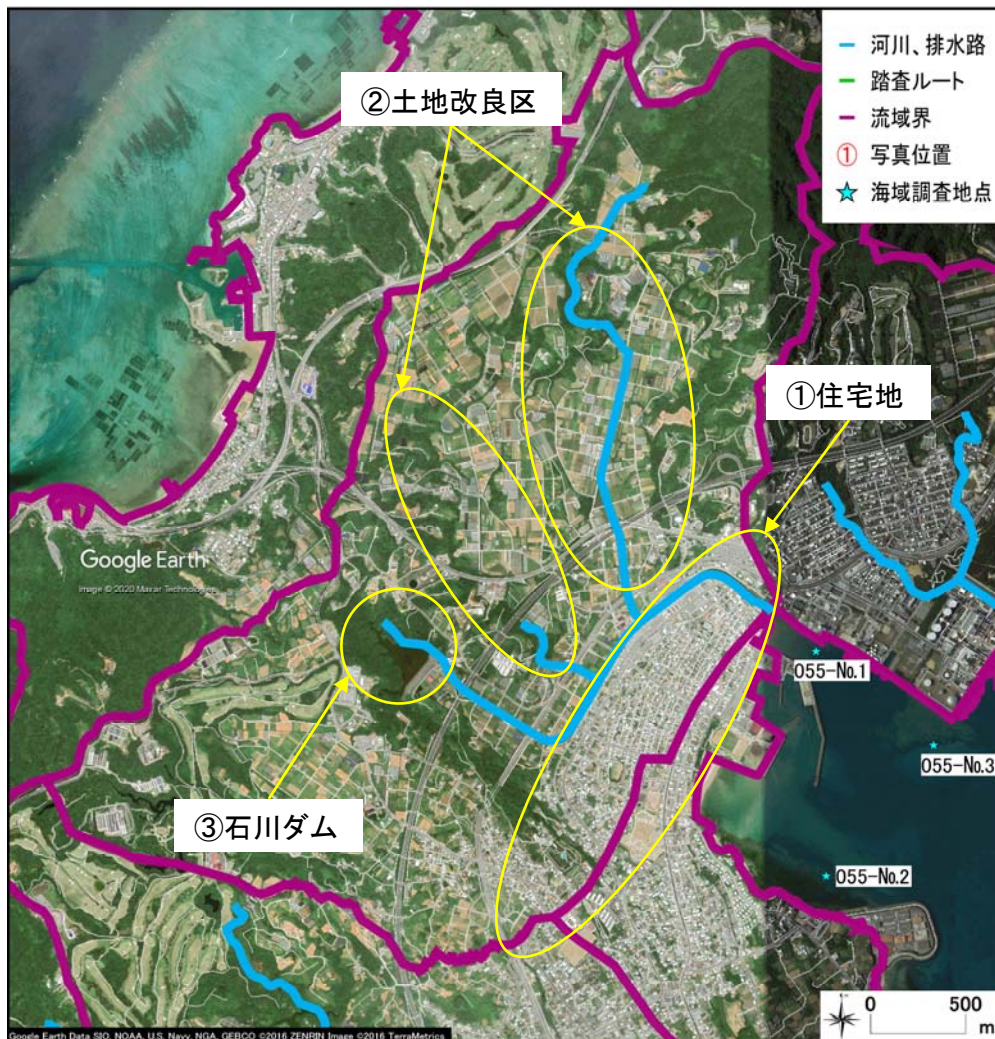 河川、排水路
踏査ルート
流域界
① 写真位置
海域調査地点
②土地改良区
①住宅地
Google Earth
Image © 2020 Maxar Technologies
055-No.1
055-No.3
③石川ダム
055-No.2
0 500
m
Google Earth Data SIO, NOAA, U.S. Navy, NGA, GEBCO ©2016 ZENRIN Image ©2016 TerraMetrics